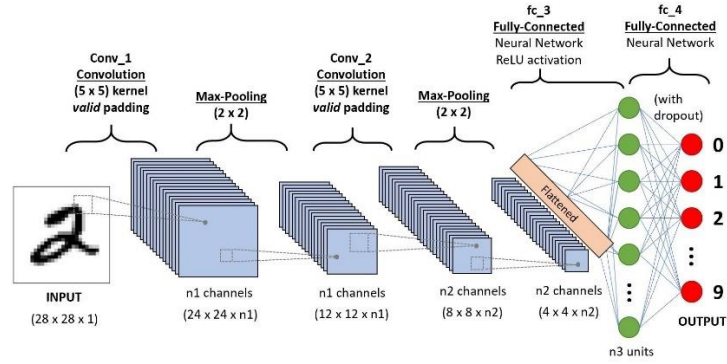 fc_3
Fully-Connected
Neural Network
ReLU activation
fc_4
Fully-Connected
Neural Network
Conv_1
Convolution
(5 x 5) kernel
valid padding
Max-Pooling
(2 x 2)
Conv_2
Convolution
(5 x 5) kernel
valid padding
Max-Pooling
(2 x 2)
(with
dropout)
Flattened
0
1
2
9
INPUT
(28 x 28 x 1)
n1 channels
(24 x 24 x n1)
n1 channels
(12 x 12 x n1)
n2 channels
(8 x 8 x n2)
n2 channels
(4 x 4 x n2)
OUTPUT
n3 units
2